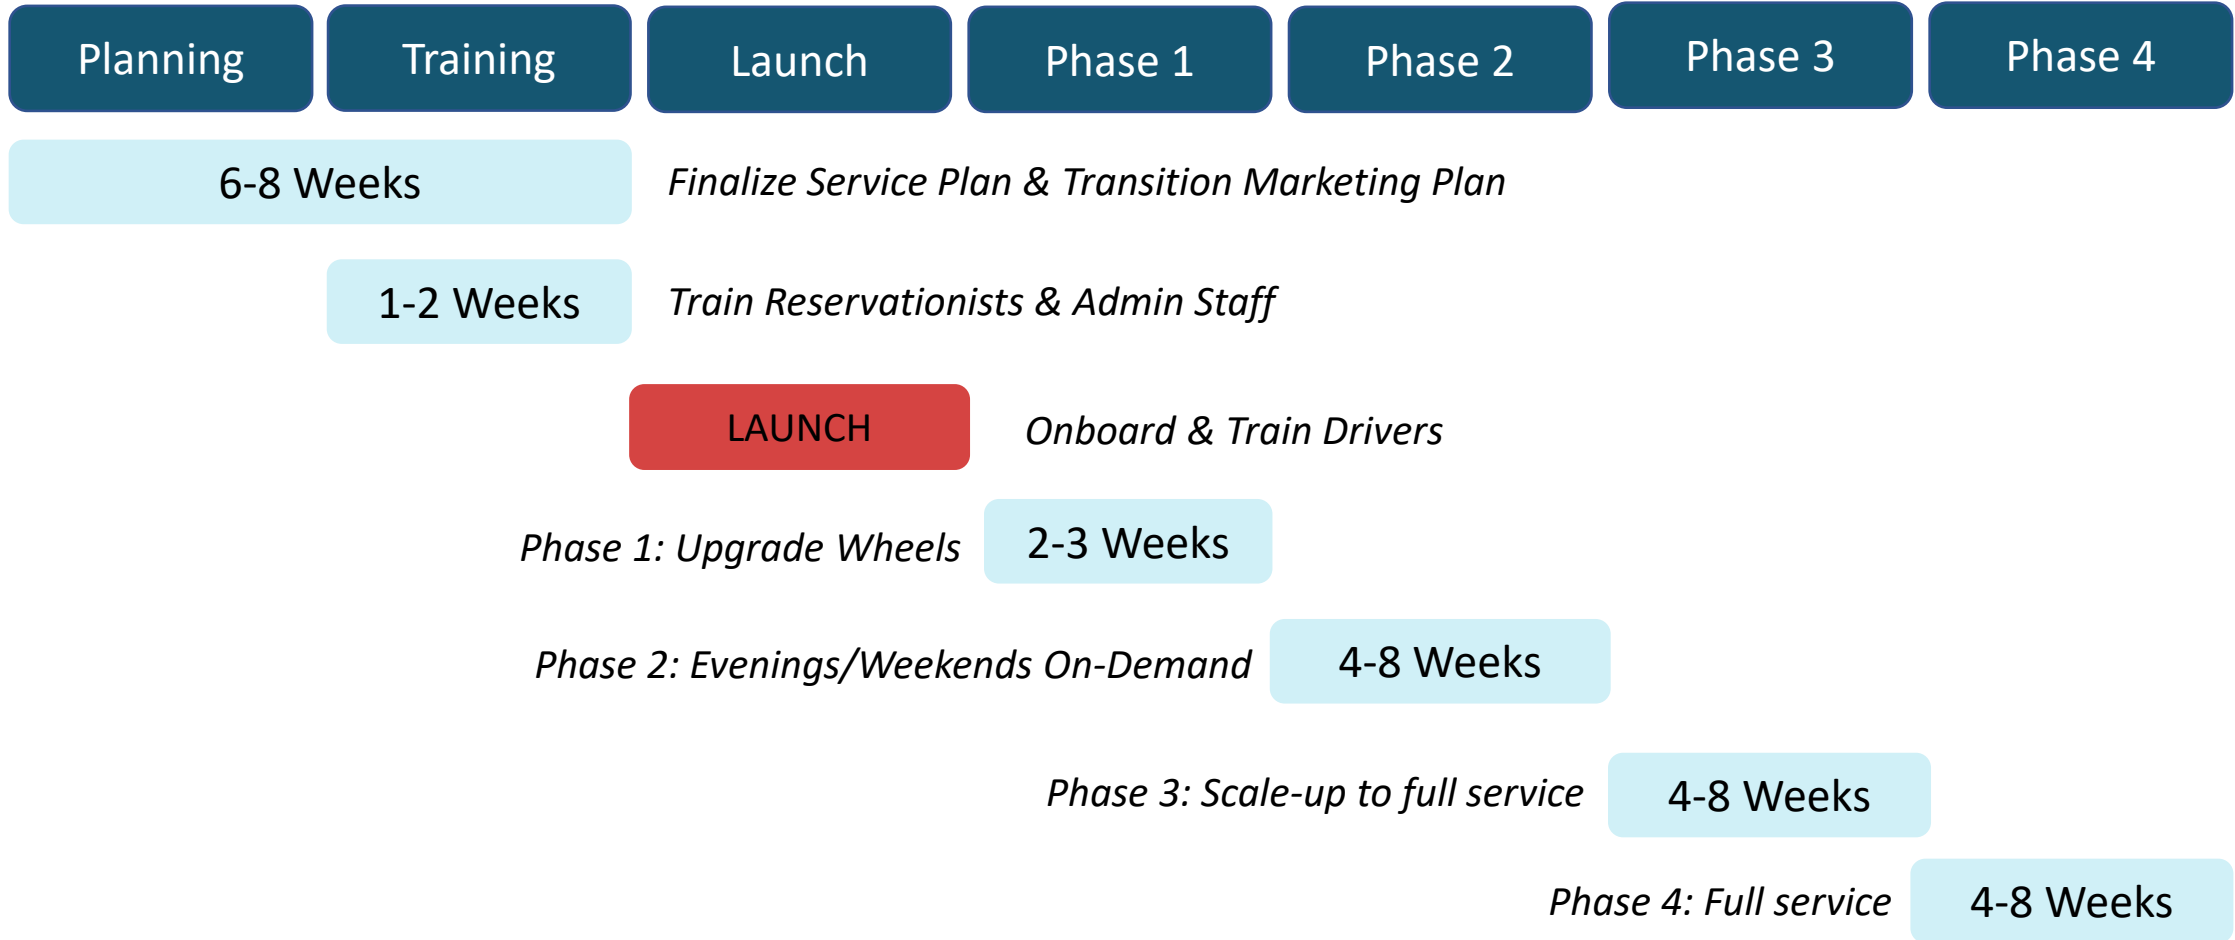 Planning
Training
Launch
Phase 1
Phase 2
Phase 3
Phase 4
6-8 Weeks
Finalize Service Plan & Transition Marketing Plan
1-2 Weeks
Train Reservationists & Admin Staff
LAUNCH
Onboard & Train Drivers
Phase 1: Upgrade Wheels
2-3 Weeks
Phase 2: Evenings/Weekends On-Demand
4-8 Weeks
Phase 3: Scale-up to full service
4-8 Weeks
Phase 4: Full service
4-8 Weeks